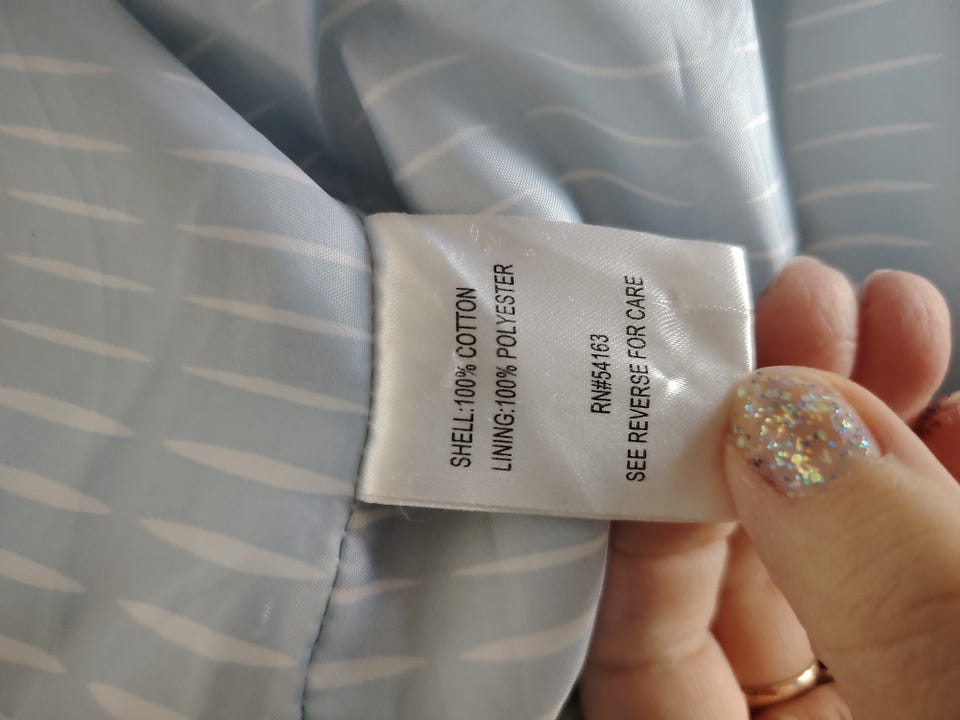 SHELL:100% COTTON
LINING:100% POLYESTER
RN#54163
SEE REVERSE FOR CARE